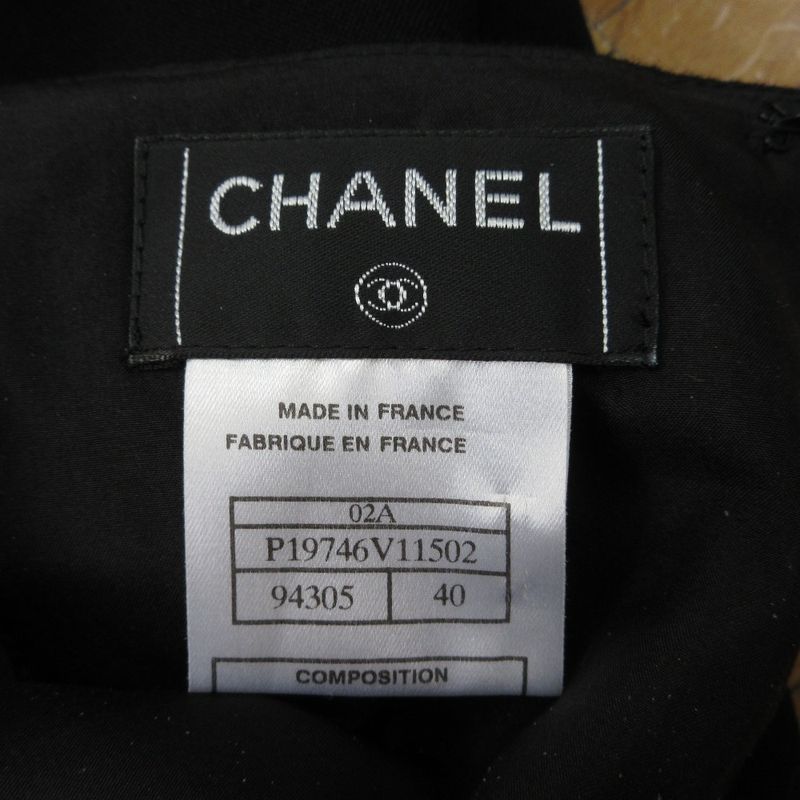 CHANEL
MADE IN FRANCE
FABRIQUE EN FRANCE
02A
P19746V11502
94305 40
COMPOSITION